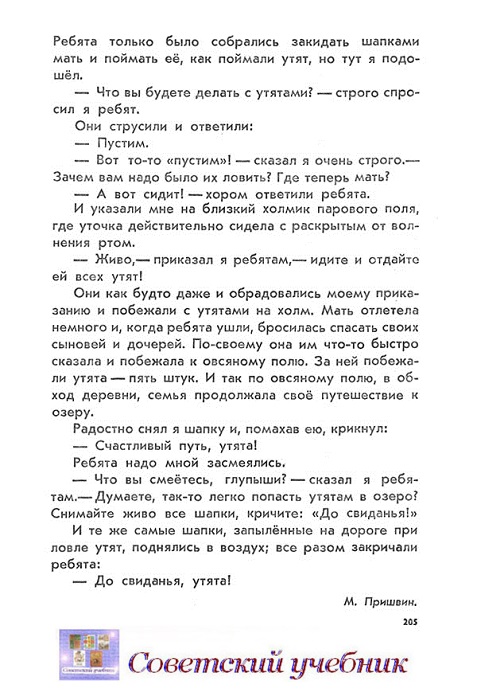 Ребята только было собрались закидать шапками
мать и поймать её, как поймали утят, но тут я подо-
шёл.
— Что вы будете делать с утятами? — строго спро-
сил я ребят.
Они струсили и ответили:
— Пустим.
— Вот то-то «пустим»! — сказал я очень строго.—
Зачем вам надо было их ловить? Где теперь мать?
— А вот сидит! — хором ответили ребята.
И указали мне на близкий холмик парового поля,
где уточка действительно сидела с раскрытым от вол-
нения ртом.
— Живо,— приказал я ребятам,— идите и отдайте
ей всех утят!
Они как будто даже и обрадовались моему прика-
занию и побежали с утятами на холм. Мать отлетела
немного и, когда ребята ушли, бросилась спасать своих
сыновей и дочерей. По-своему она им что-то быстро
сказала и побежала к овсяному полю. За ней побежа-
ли утята — пять штук. И так по овсяному полю, в об-
ход деревни, семья продолжала своё путешествие к
озеру.
Радостно снял я шапку и, помахав ею, крикнул:
— Счастливый путь, утята!
Ребята надо мной засмеялись.
— Что вы смеётесь, глупыши? — сказал я ребя-
там.— Думаете, так-то легко попасть утятам в озеро?
Снимайте живо все шапки, кричите: «До свиданья!»
И те же самые шапки, запылённые на дороге при
ловле утят, поднялись в воздух; все разом закричали
ребята:
— До свиданья, утята!
М. Пришвин.
205
Советский учебник